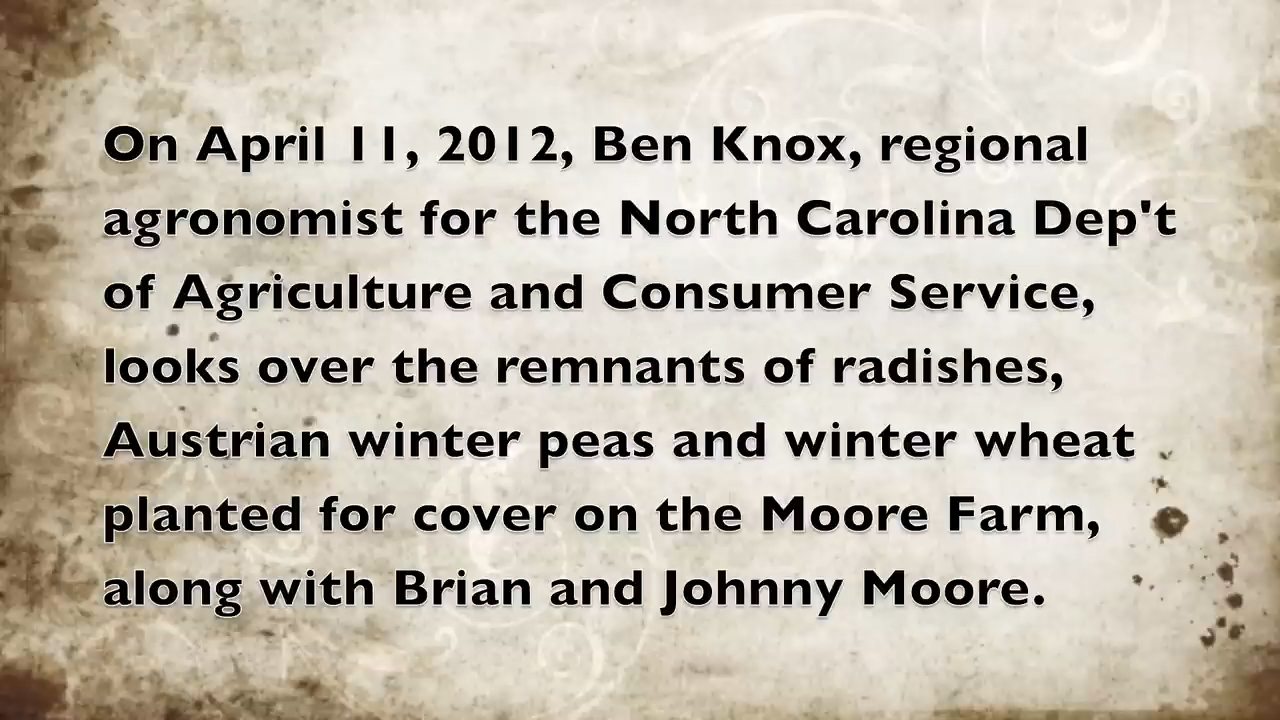 On April 11, 2012, Ben Knox, regional
agronomist for the North Carolina Dep't
of Agriculture and Consumer Service,
looks over the remnants of radishes,
Austrian winter peas and winter wheat
planted for cover on the Moore Farm,
along with Brian and Johnny Moore.